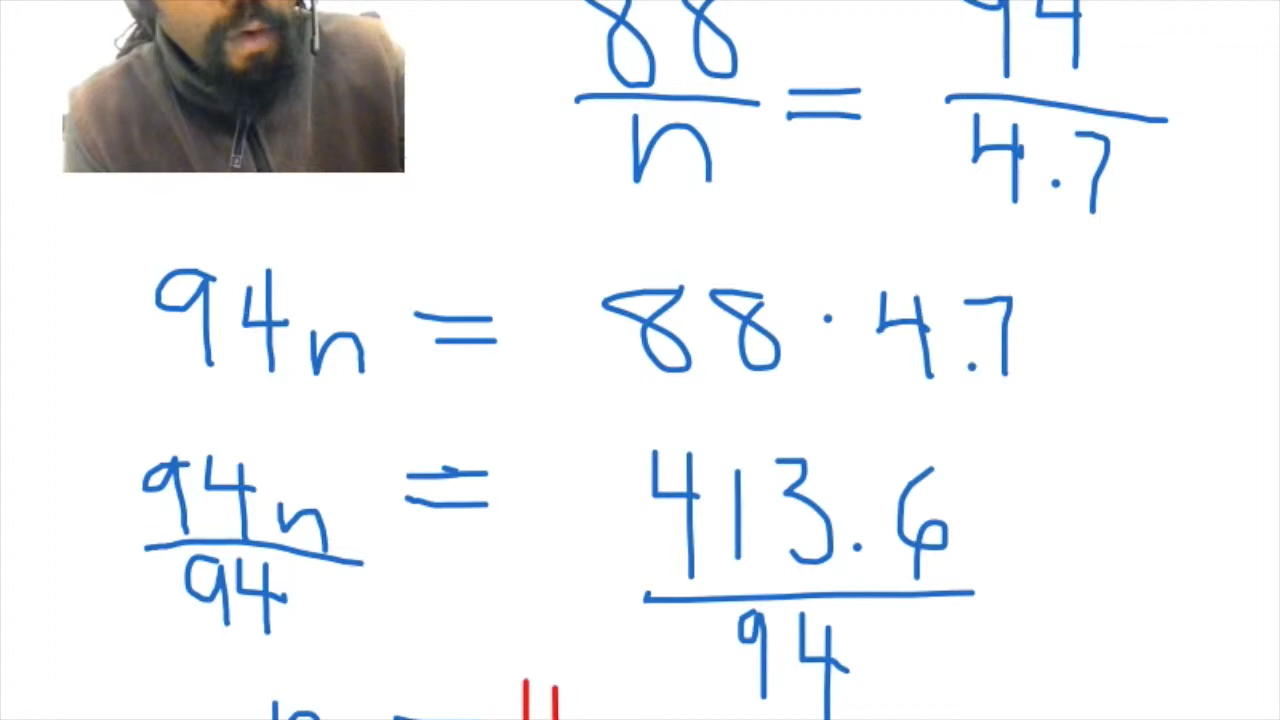 88/n = 94/4.7
94n = 88 · 4.7
94n/94 = 413.6/94
n =